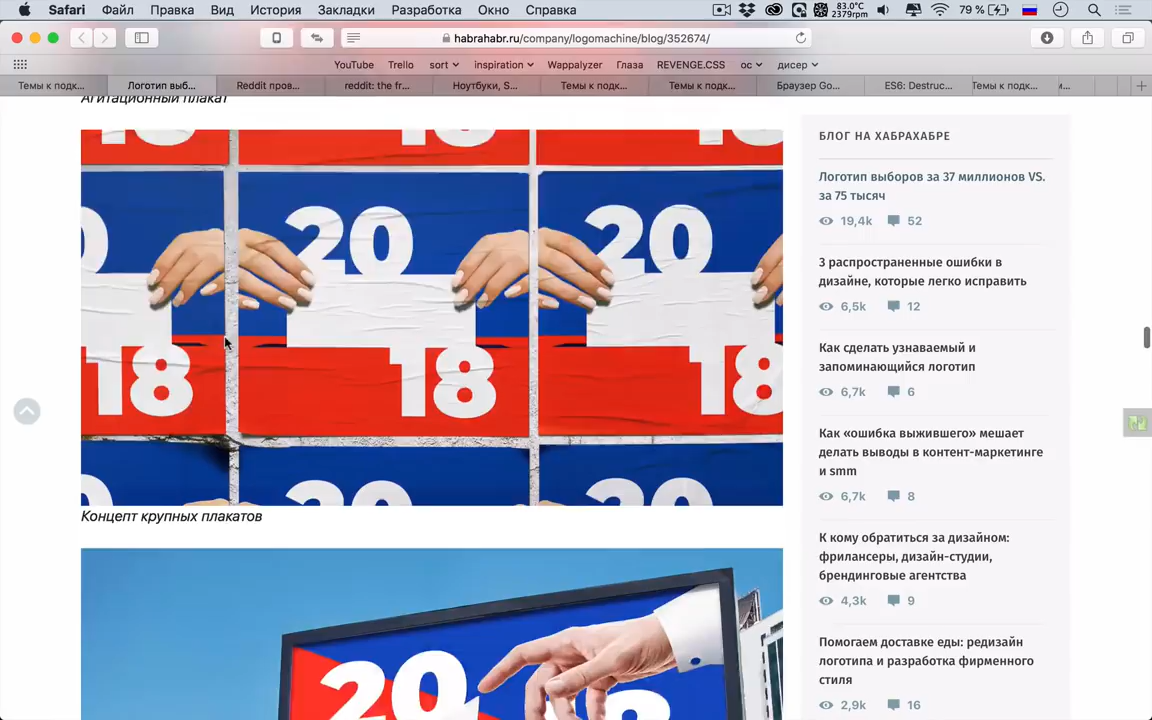 Safari Файл Правка Вид История Закладки Разработка Окно Справка 83.0°C 2379rpm 79 %
habrahabr.ru/company/logomachine/blog/352674/
YouTube Trello sort inspiration Wappalyzer Глаза REVENGE.CSS ос дисер
Темы к подк... Логотип выб... Reddit пров... reddit: the fr... Ноутбуки, S... Темы к подк... Темы к подк... Браузер Go... ES6: Destruc... Темы к подк...
Агитационный плакат
18 18 18
20 20 20
18 18 18
20 20
Концепт крупных плакатов
20 18
БЛОГ НА ХАБРАХАБРЕ
Логотип выборов за 37 миллионов VS.
за 75 тысяч
19,4k 52
3 распространенные ошибки в
дизайне, которые легко исправить
6,5k 12
Как сделать узнаваемый и
запоминающийся логотип
6,7k 6
Как «ошибка выжившего» мешает
делать выводы в контент-маркетинге
и smm
6,7k 8
К кому обратиться за дизайном:
фрилансеры, дизайн-студии,
брендинговые агентства
4,3k 9
Помогаем доставке еды: редизайн
логотипа и разработка фирменного
стиля
2,9k 16